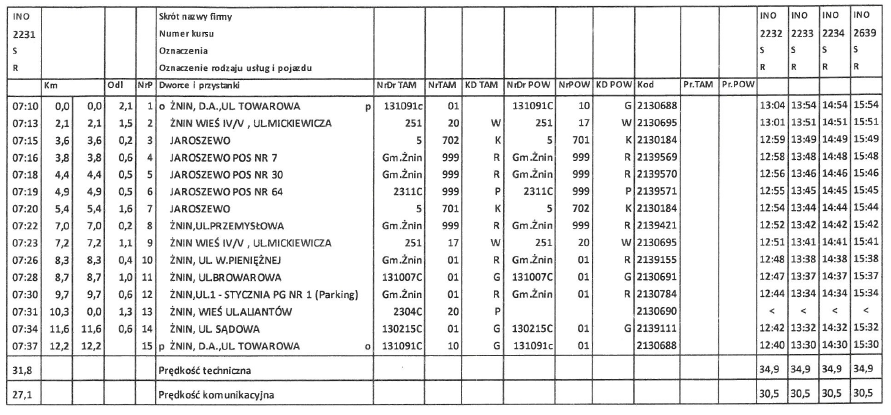 INO Skrót nazwy firmy INO INO INO INO
2231 Numer kursu 2232 2233 2234 2639
S Oznaczenia S S S S
R Oznaczenie rodzaju usług i pojazdu R R R R
Km Odl NrP Dworce i przystanki NrDr TAM NrTAM KD TAM NrDr POW NrPOW KD POW Kod Pr.TAM Pr.POW
07:10 0,0 0,0 2,1 1 o ŻNIN, D.A.,UL TOWAROWA p 131091c 01 131091C 10 G 2130688 13:04 13:54 14:54 15:54
07:12 2,1 2,1 1,5 2 ŻNIN WIEŚ IV/V , UL.MICKIEWICZA 251 20 W 251 17 W 2130695 13:01 13:51 14:51 15:51
07:15 3,6 3,6 0,2 3 JAROSZEWO 5 702 K 5 701 K 2130184 12:59 13:49 14:49 15:49
07:16 3,8 3,8 0,6 4 JAROSZEWO POS NR 7 Gm.Żnin 999 R Gm.Żnin 999 R 2139569 12:58 13:48 14:48 15:48
07:18 4,4 4,4 0,5 5 JAROSZEWO POS NR 30 Gm.Żnin 999 R Gm.Żnin 999 R 2139570 12:56 13:46 14:46 15:46
07:19 4,9 4,9 0,5 6 JAROSZEWO POS NR 64 2311C 999 P 2311C 999 P 2139571 12:55 13:45 14:45 15:45
07:20 5,4 5,4 1,6 7 JAROSZEWO 5 701 K 5 702 K 2130184 12:54 13:44 14:44 15:44
07:22 7,0 7,0 0,2 8 ŻNIN,UL.PRZEMYSŁOWA Gm.Żnin 999 R Gm.Żnin 999 R 2139421 12:52 13:42 14:42 15:42
07:23 7,2 7,2 1,1 9 ŻNIN WIEŚ IV/V , UL.MICKIEWICZA 251 17 W 251 20 W 2130695 12:51 13:41 14:41 15:41
07:26 8,3 8,3 0,4 10 ŻNIN, UL. W.PIENIĘŻNEJ Gm.Żnin 01 R Gm.Żnin 01 R 2139155 12:48 13:38 14:38 15:38
07:28 8,7 8,7 1,0 11 ŻNIN, UL.BROWAROWA 131007C 01 G 131007C 01 G 2130691 12:47 13:37 14:37 15:37
07:30 9,7 9,7 0,6 12 ŻNIN,UL.1 - STYCZNIA PG NR 1 (Parking) Gm.Żnin 01 R Gm.Żnin 01 R 2130784 12:44 13:34 14:34 15:34
07:31 10,3 0,0 1,3 13 ŻNIN, WIEŚ UL.ALIANTÓW 2304C 20 P 2130690 < < < <
07:34 11,6 11,6 0,6 14 ŻNIN, UL. SĄDOWA 130215C 01 G 130215C 01 G 2139111 12:42 13:32 14:32 15:32
07:37 12,2 12,2 15 p ŻNIN, D.A.,UL TOWAROWA o 131091C 10 G 131091c 01 2130688 12:40 13:30 14:30 15:30
31,8 Prędkość techniczna 34,9 34,9 34,9 34,9
27,1 Prędkość komunikacyjna 30,5 30,5 30,5 30,5